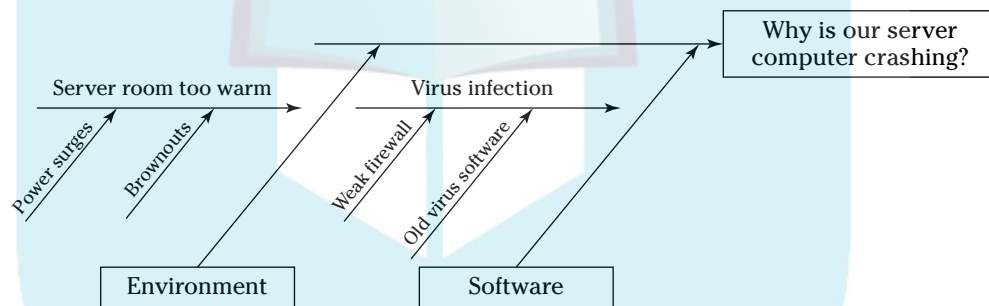 Why is our server
computer crashing?
Server room too warm
Virus infection
Power surges
Brownouts
Weak firewall
Old virus software
Environment
Software